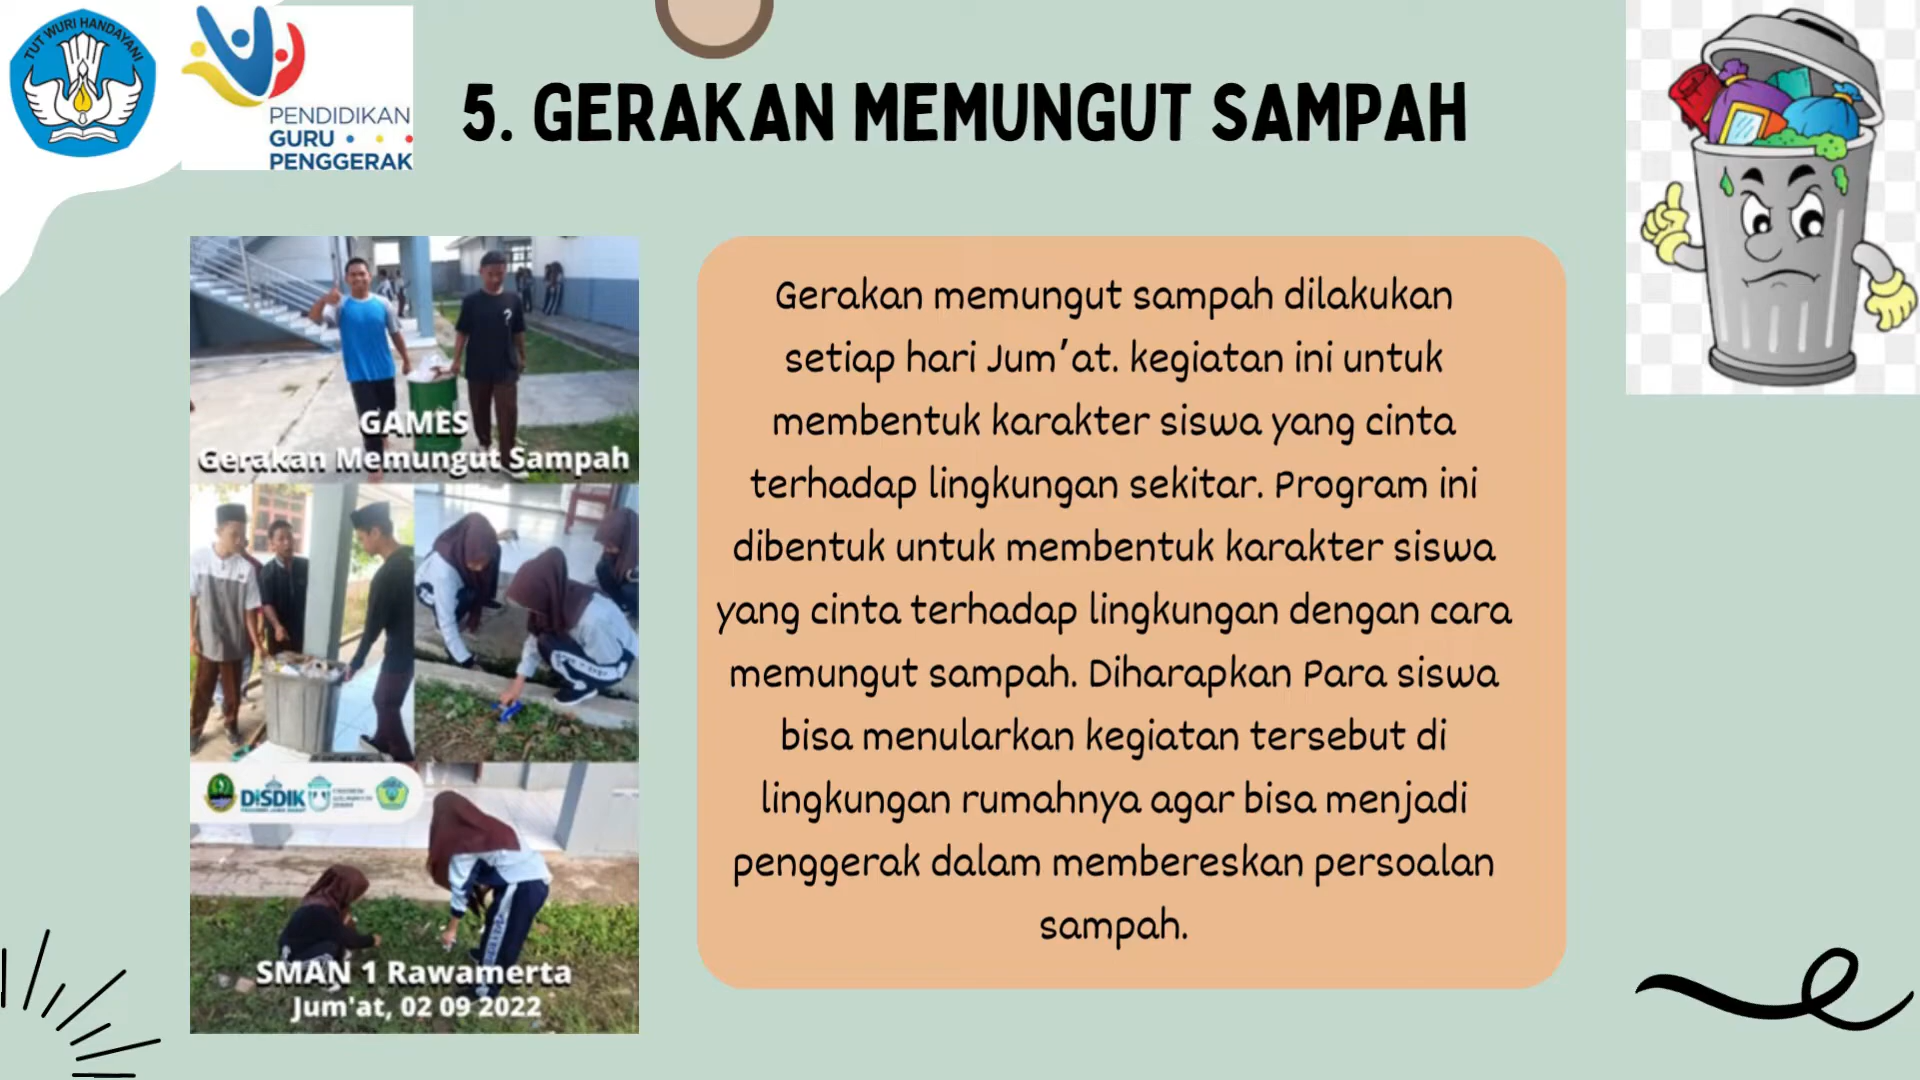 TUT WURI HANDAYANI
PENDIDIKAN
GURU
PENGGERAK
5. GERAKAN MEMUNGUT SAMPAH
?
GAMES
Gerakan Memungut Sampah
DISDIK
SMAN 1 Rawamerta
Jum'at, 02 09 2022
Gerakan memungut sampah dilakukan
setiap hari Jum'at. kegiatan ini untuk
membentuk karakter siswa yang cinta
terhadap lingkungan sekitar. Program ini
dibentuk untuk membentuk karakter siswa
yang cinta terhadap lingkungan dengan cara
memungut sampah. Diharapkan Para siswa
bisa menularkan kegiatan tersebut di
lingkungan rumahnya agar bisa menjadi
penggerak dalam membereskan persoalan
sampah.